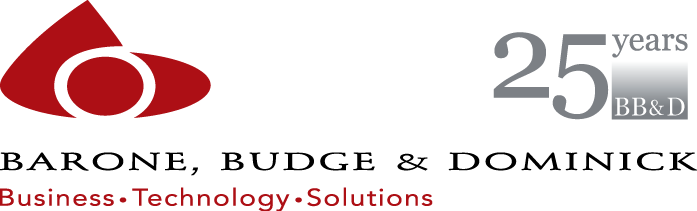 25 years
BB&D
BARONE, BUDGE & DOMINICK
Business • Technology • Solutions